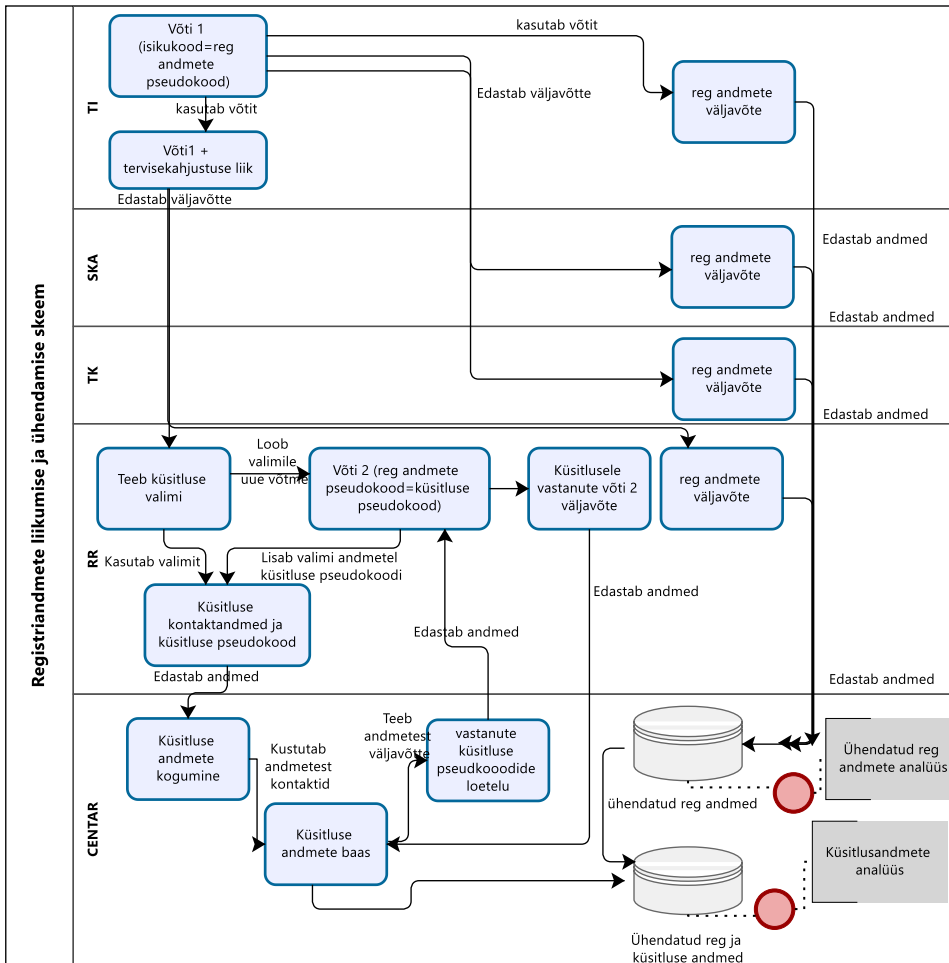 Registriandmete liikumise ja ühendamise skeem
TI
Võti 1
(isikukood=reg
andmete
pseudokood)
kasutab võtit
kasutab võtit
Edastab väljavõtte
reg andmete
väljavõte
Võti1 +
tervisekahjustuse liik
Edastab väljavõtte
SKA
reg andmete
väljavõte
Edastab andmed
Edastab andmed
TK
reg andmete
väljavõte
Edastab andmed
RR
Teeb küsitluse
valimi
Loob
valimile
uue võtme
Võti 2 (reg andmete
pseudokood=küsitluse
pseudokood)
Küsitlusele
vastanute võti 2
väljavõte
reg andmete
väljavõte
Kasutab valimit
Lisab valimi andmetel
küsitluse pseudokoodi
Küsitluse
kontaktandmed ja
küsitluse pseudokood
Edastab andmed
Edastab andmed
Edastab andmed
Edastab andmed
CENTAR
Küsitluse
andmete
kogumine
Kustutab
andmetest
kontaktid
Teeb
andmetest
väljavõtte
vastanute
küsitluse
pseudkooodide
loetelu
Küsitluse
andmete baas
ühendatud reg andmed
Ühendatud reg
andmete analüüs
Küsitlusandmete
analüüs
Ühendatud reg ja
küsitluse andmed